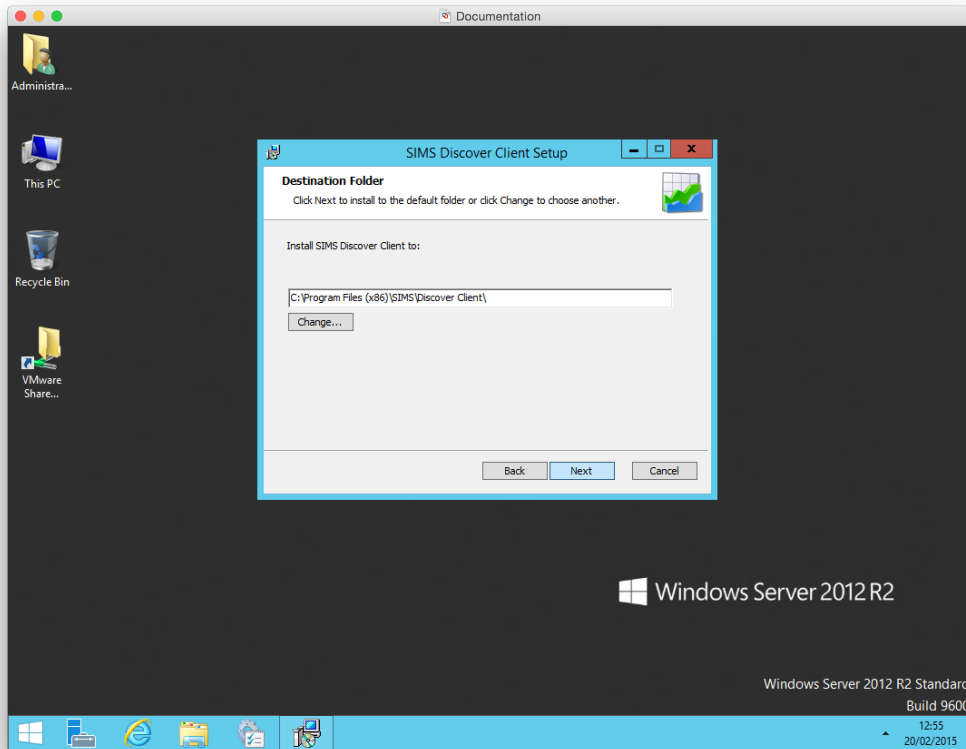 Documentation
Administra...
This PC
Recycle Bin
VMware
Share...
SIMS Discover Client Setup
Destination Folder
Click Next to install to the default folder or click Change to choose another.
Install SIMS Discover Client to:
C:\Program Files (x86)\SIMS\Discover Client\
Change...
Back Next Cancel
Windows Server 2012 R2
Windows Server 2012 R2 Standard
Build 9600
12:55
20/02/2015